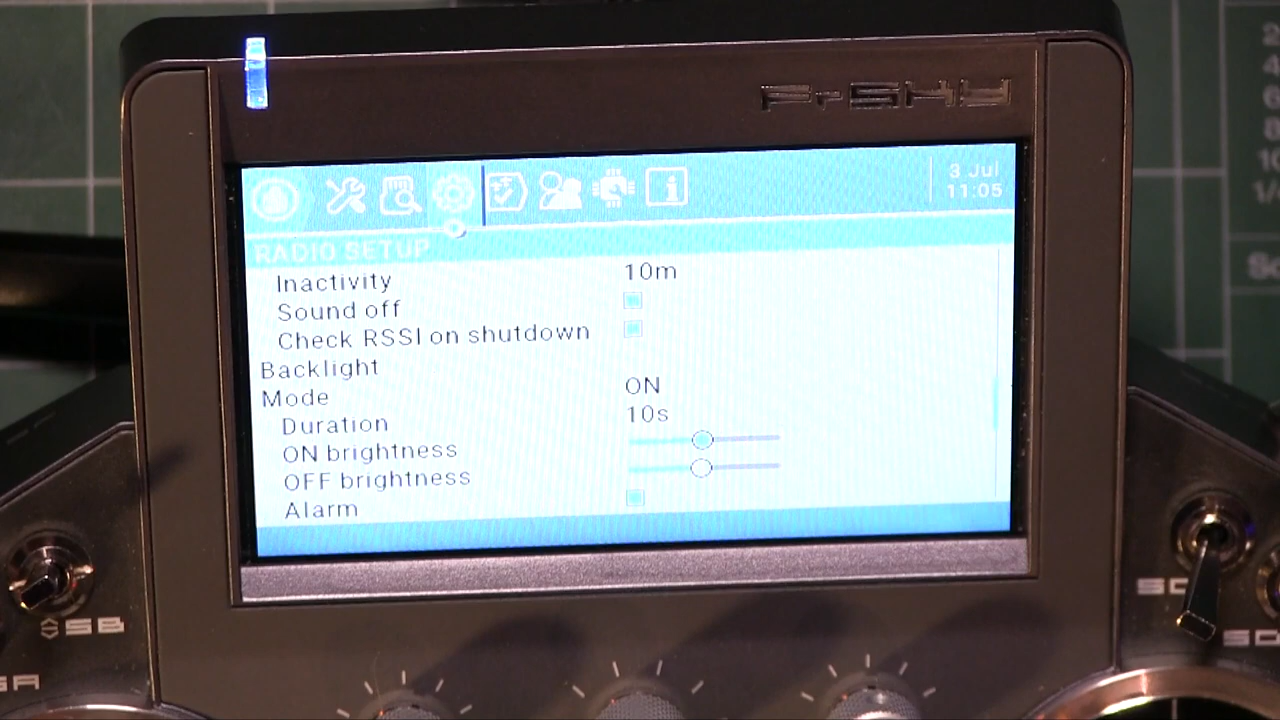 FrSKY
3 Jul
11:05
RADIO SETUP
Inactivity 10m
Sound off
Check RSSI on shutdown
Backlight
Mode ON
Duration 10s
ON brightness
OFF brightness
Alarm
SB